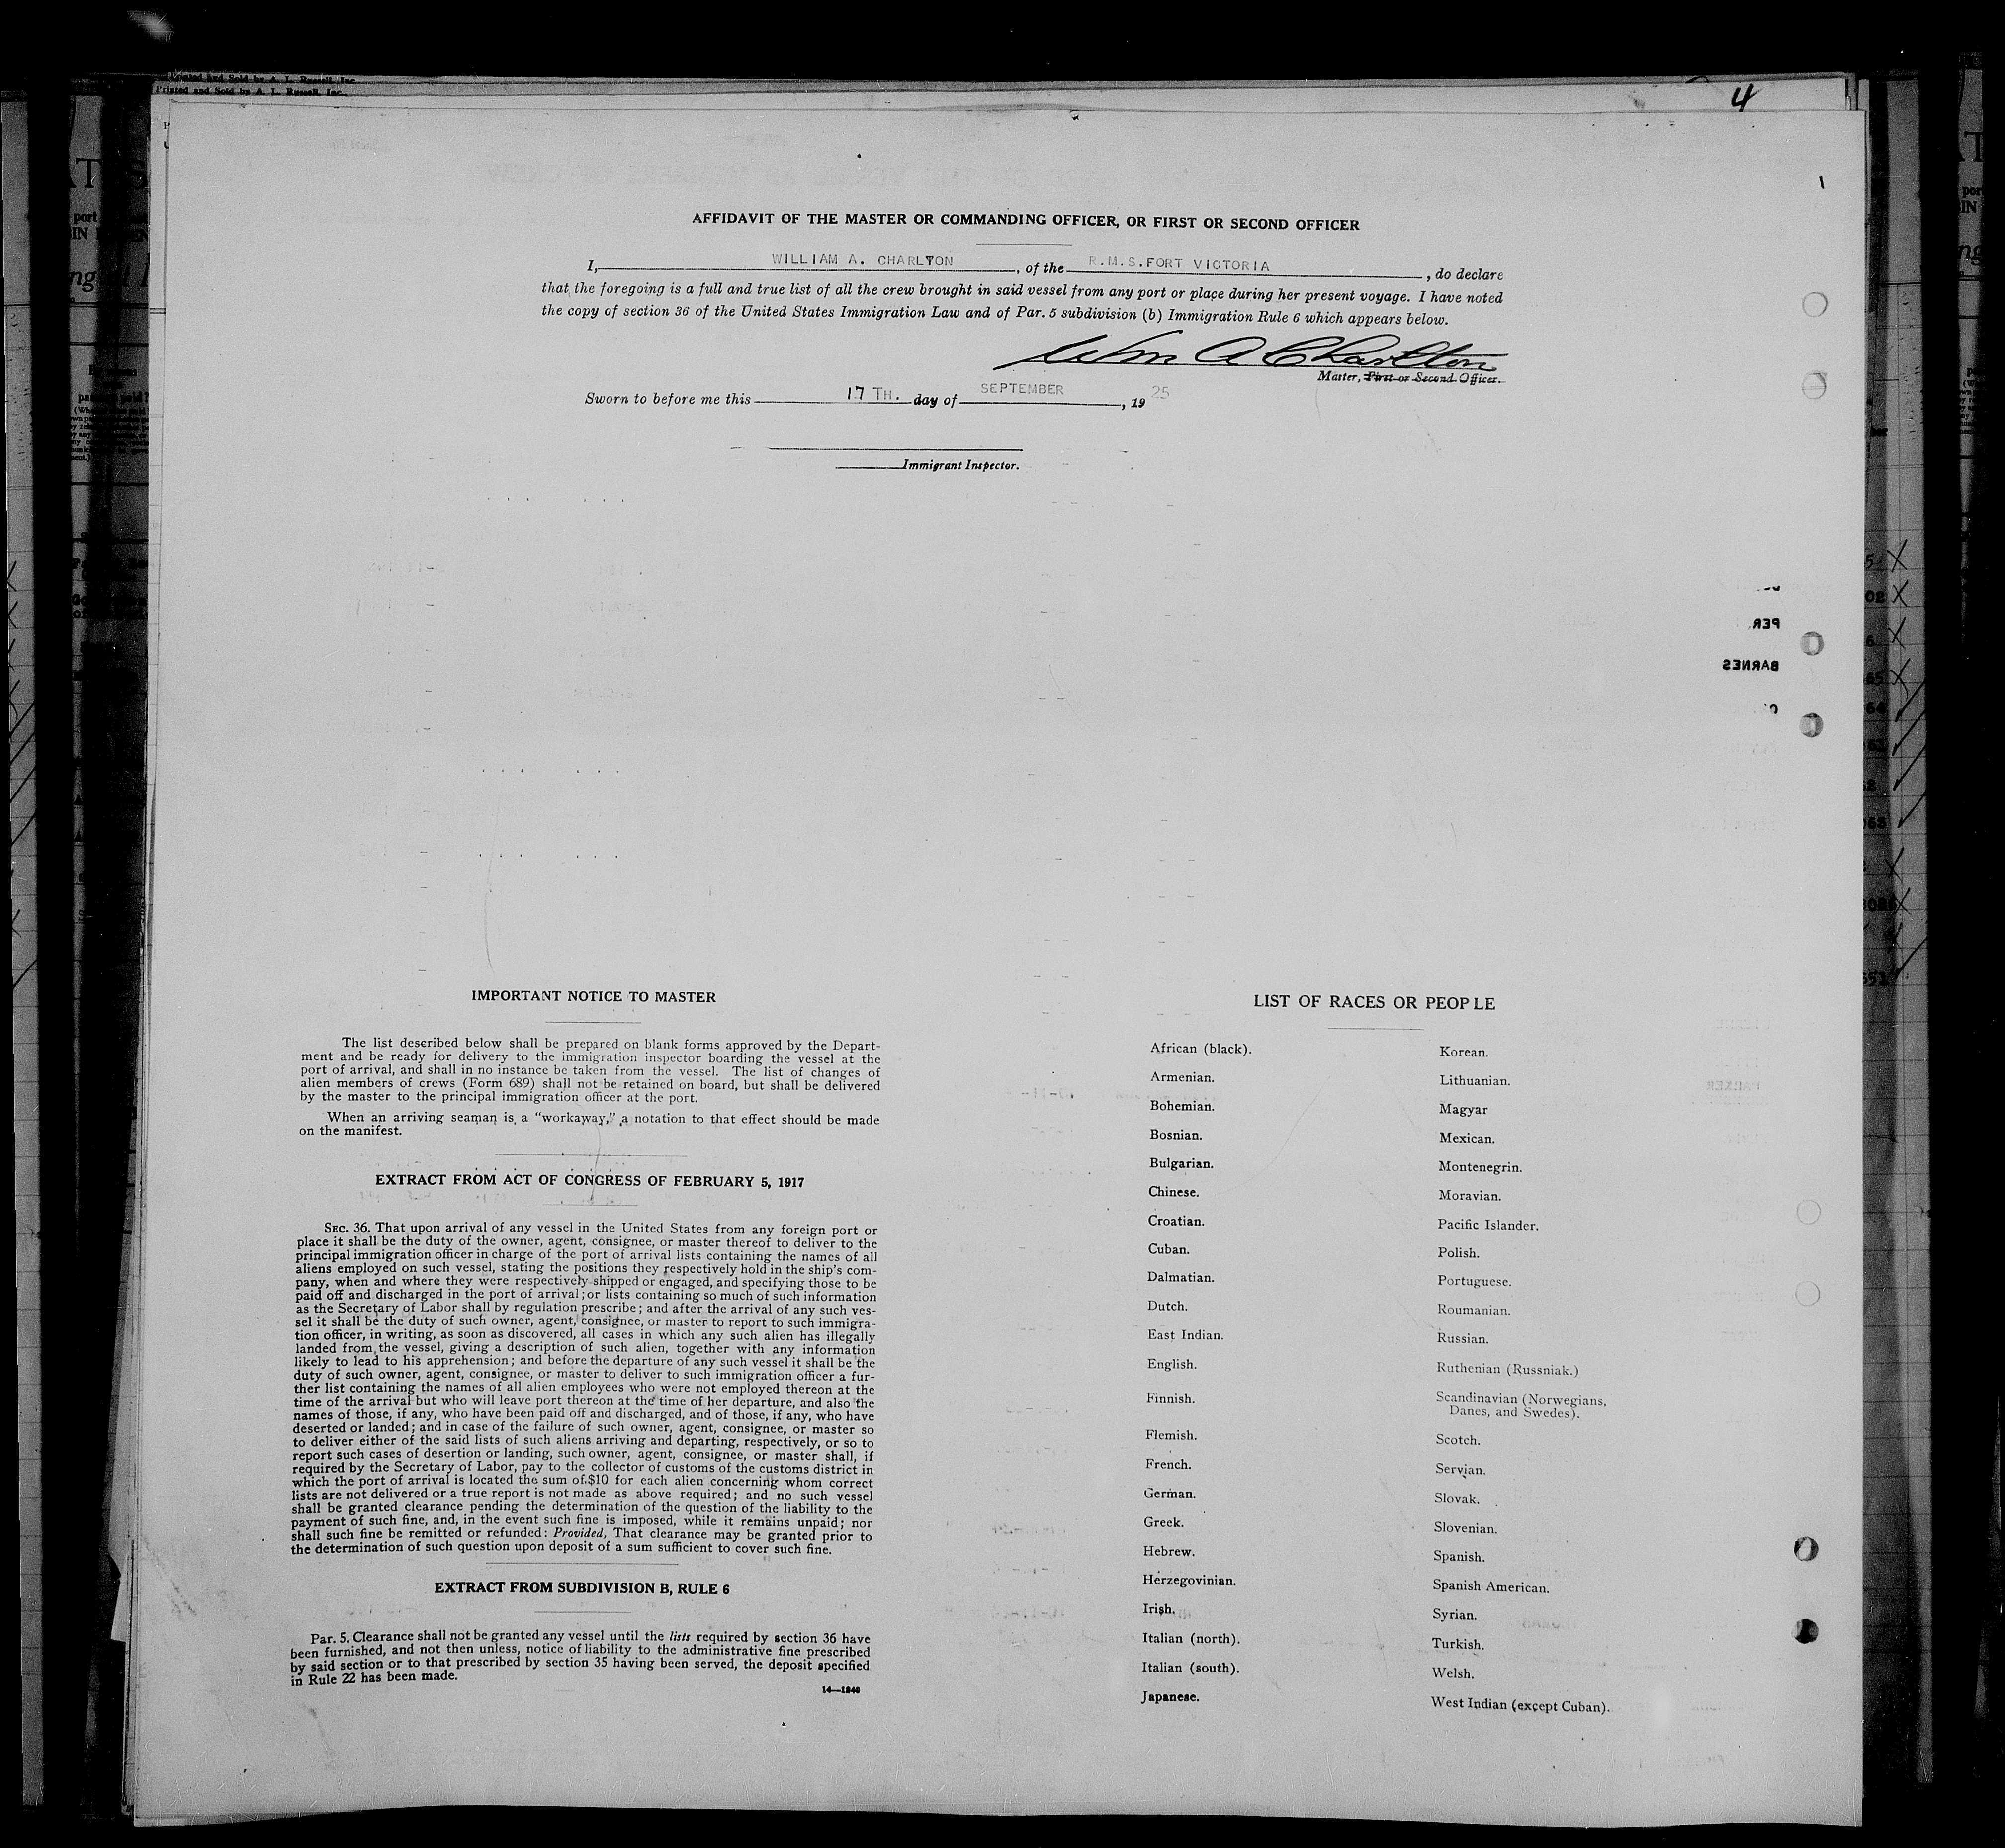 Printed and Sold by A. L. Russell, Inc.
Printed and Sold by A. L. Russell, Inc.
4
AFFIDAVIT OF THE MASTER OR COMMANDING OFFICER, OR FIRST OR SECOND OFFICER
I, WILLIAM A. CHARLTON, of the R.M.S.FORT VICTORIA, do declare
that the foregoing is a full and true list of all the crew brought in said vessel from any port or place during her present voyage. I have noted
the copy of section 36 of the United States Immigration Law and of Par. 5 subdivision (b) Immigration Rule 6 which appears below.
Wm A Charlton
Master, First or Second Officer.
Sworn to before me this 17 TH. day of SEPTEMBER, 19 25
Immigrant Inspector.
PER
BARNES
IMPORTANT NOTICE TO MASTER
The list described below shall be prepared on blank forms approved by the Depart-
ment and be ready for delivery to the immigration inspector boarding the vessel at the
port of arrival, and shall in no instance be taken from the vessel. The list of changes of
alien members of crews (Form 689) shall not be retained on board, but shall be delivered
by the master to the principal immigration officer at the port.
When an arriving seaman is a "workaway," a notation to that effect should be made
on the manifest.
EXTRACT FROM ACT OF CONGRESS OF FEBRUARY 5, 1917
SEC. 36. That upon arrival of any vessel in the United States from any foreign port or
place it shall be the duty of the owner, agent, consignee, or master thereof to deliver to the
principal immigration officer in charge of the port of arrival lists containing the names of all
aliens employed on such vessel, stating the positions they respectively hold in the ship's com-
pany, when and where they were respectively shipped or engaged, and specifying those to be
paid off and discharged in the port of arrival; or lists containing so much of such information
as the Secretary of Labor shall by regulation prescribe; and after the arrival of any such ves-
sel it shall be the duty of such owner, agent, consignee, or master to report to such immigra-
tion officer, in writing, as soon as discovered, all cases in which any such alien has illegally
landed from the vessel, giving a description of such alien, together with any information
likely to lead to his apprehension; and before the departure of any such vessel it shall be the
duty of such owner, agent, consignee, or master to deliver to such immigration officer a fur-
ther list containing the names of all alien employees who were not employed thereon at the
time of the arrival but who will leave port thereon at the time of her departure, and also the
names of those, if any, who have been paid off and discharged, and of those, if any, who have
deserted or landed; and in case of the failure of such owner, agent, consignee, or master so
to deliver either of the said lists of such aliens arriving and departing, respectively, or so to
report such cases of desertion or landing, such owner, agent, consignee, or master shall, if
required by the Secretary of Labor, pay to the collector of customs of the customs district in
which the port of arrival is located the sum of $10 for each alien concerning whom correct
lists are not delivered or a true report is not made as above required; and no such vessel
shall be granted clearance pending the determination of the question of the liability to the
payment of such fine, and, in the event such fine is imposed, while it remains unpaid; nor
shall such fine be remitted or refunded: Provided, That clearance may be granted prior to
the determination of such question upon deposit of a sum sufficient to cover such fine.
EXTRACT FROM SUBDIVISION B, RULE 6
Par. 5. Clearance shall not be granted any vessel until the lists required by section 36 have
been furnished, and not then unless, notice of liability to the administrative fine prescribed
by said section or to that prescribed by section 35 having been served, the deposit specified
in Rule 22 has been made.
14—1240
LIST OF RACES OR PEOPLE
African (black).
Armenian.
Bohemian.
Bosnian.
Bulgarian.
Chinese.
Croatian.
Cuban.
Dalmatian.
Dutch.
East Indian.
English.
Finnish.
Flemish.
French.
German.
Greek.
Hebrew.
Herzegovinian.
Irish.
Italian (north).
Italian (south).
Japanese.
Korean.
Lithuanian.
Magyar
Mexican.
Montenegrin.
Moravian.
Pacific Islander.
Polish.
Portuguese.
Roumanian.
Russian.
Ruthenian (Russniak.)
Scandinavian (Norwegians,
Danes, and Swedes).
Scotch.
Servian.
Slovak.
Slovenian.
Spanish.
Spanish American.
Syrian.
Turkish.
Welsh.
West Indian (except Cuban).